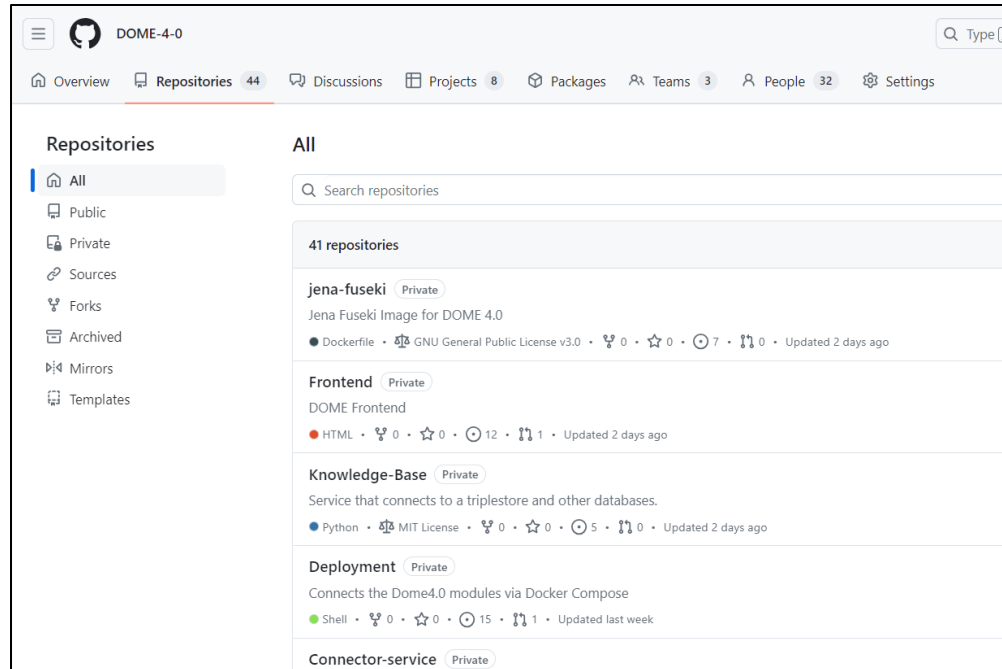 DOME-4-0
Type
Overview Repositories 44 Discussions Projects 8 Packages Teams 3 People 32 Settings
Repositories
All
Public
Private
Sources
Forks
Archived
Mirrors
Templates
All
Search repositories
41 repositories
jena-fuseki Private
Jena Fuseki Image for DOME 4.0
Dockerfile • GNU General Public License v3.0 • 0 • 0 • 7 • 0 • Updated 2 days ago
Frontend Private
DOME Frontend
HTML • 0 • 0 • 12 • 1 • Updated 2 days ago
Knowledge-Base Private
Service that connects to a triplestore and other databases.
Python • MIT License • 0 • 0 • 5 • 0 • Updated 2 days ago
Deployment Private
Connects the Dome4.0 modules via Docker Compose
Shell • 0 • 0 • 15 • 1 • Updated last week
Connector-service Private